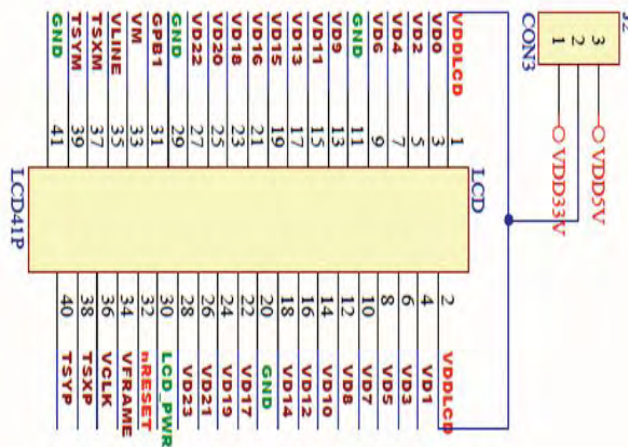 J2
3 VDD5V
2
1 VDD33V
CON3
LCD
VDDLCD 1 2 VDDLCD
VD0 3 4 VD1
VD2 5 6 VD3
VD4 7 8 VD5
VD6 9 10 VD7
GND 11 12 VD8
VD9 13 14 VD10
VD11 15 16 VD12
VD13 17 18 VD14
VD15 19 20 GND
VD16 21 22 VD17
VD18 23 24 VD19
VD20 25 26 VD21
VD22 27 28 VD23
GND 29 30 LCD_PWR
GPB1 31 32 nRESET
VM 33 34 VFRAME
VLINE 35 36 VCLK
TSXM 37 38 TSXP
TSYM 39 40 TSYP
GND 41
LCD41P